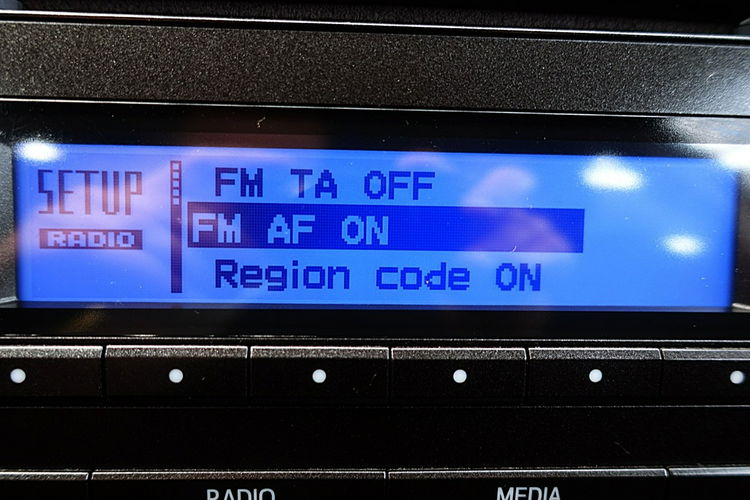 SETUP
RADIO
FM TA OFF
FM AF ON
Region code ON
RADIO
MEDIA